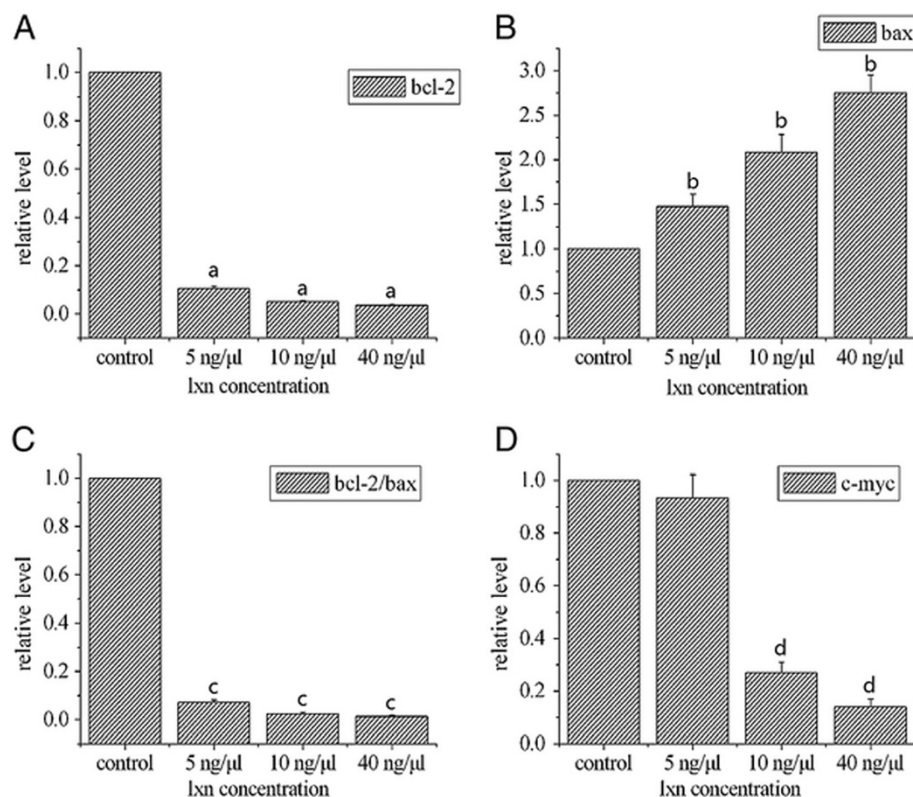 A
bcl-2
1.0
0.8
0.6
0.4
0.2
0.0
relative level
a
a
a
control
5 ng/μl
10 ng/μl
40 ng/μl
lxn concentration
B
bax
3.0
2.5
2.0
1.5
1.0
0.5
0.0
relative level
b
b
b
control
5 ng/μl
10 ng/μl
40 ng/μl
lxn concentration
C
bcl-2/bax
1.0
0.8
0.6
0.4
0.2
0.0
relative level
c
c
c
control
5 ng/μl
10 ng/μl
40 ng/μl
lxn concentration
D
c-myc
1.0
0.8
0.6
0.4
0.2
0.0
relative level
d
d
control
5 ng/μl
10 ng/μl
40 ng/μl
lxn concentration